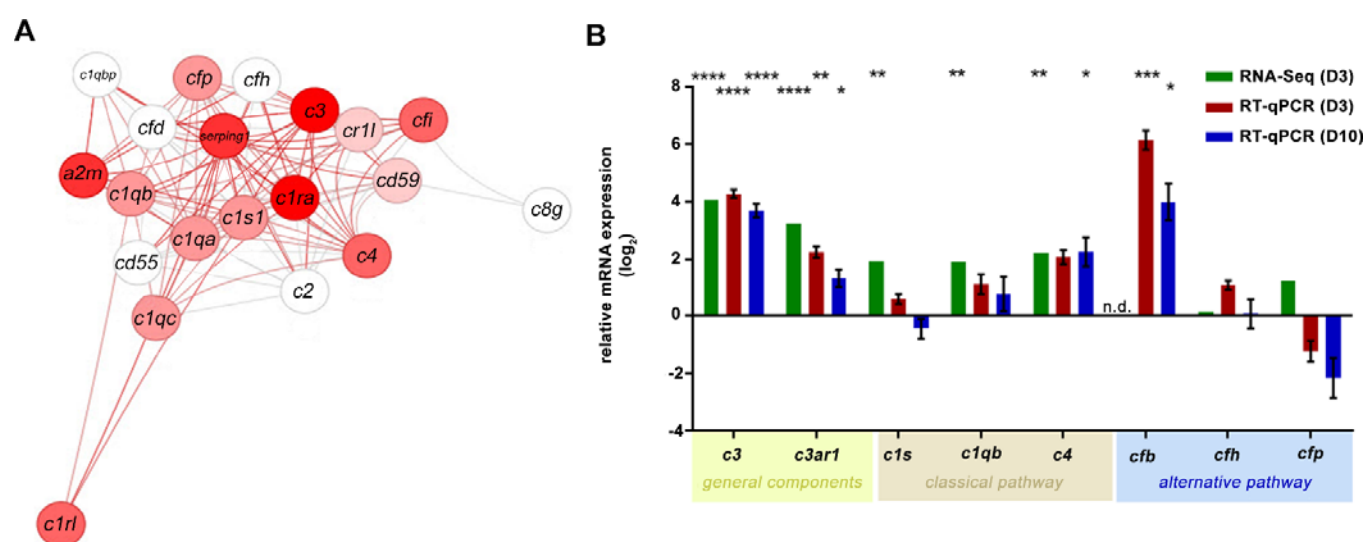 A
c1qbp
cfp
cfh
c3
cfd
serping1
cr1l
cfi
a2m
c1qb
cd59
c1ra
c1s1
c8g
c1qa
c4
cd55
c2
c1qc
c1rl
B
**** **** ** ** ** ** * ***
**** **** * *
RNA-Seq (D3)
RT-qPCR (D3)
RT-qPCR (D10)
relative mRNA expression
(log2)
8
6
4
2
0
-2
-4
n.d.
c3 c3ar1 c1s c1qb c4 cfb cfh cfp
general components classical pathway alternative pathway